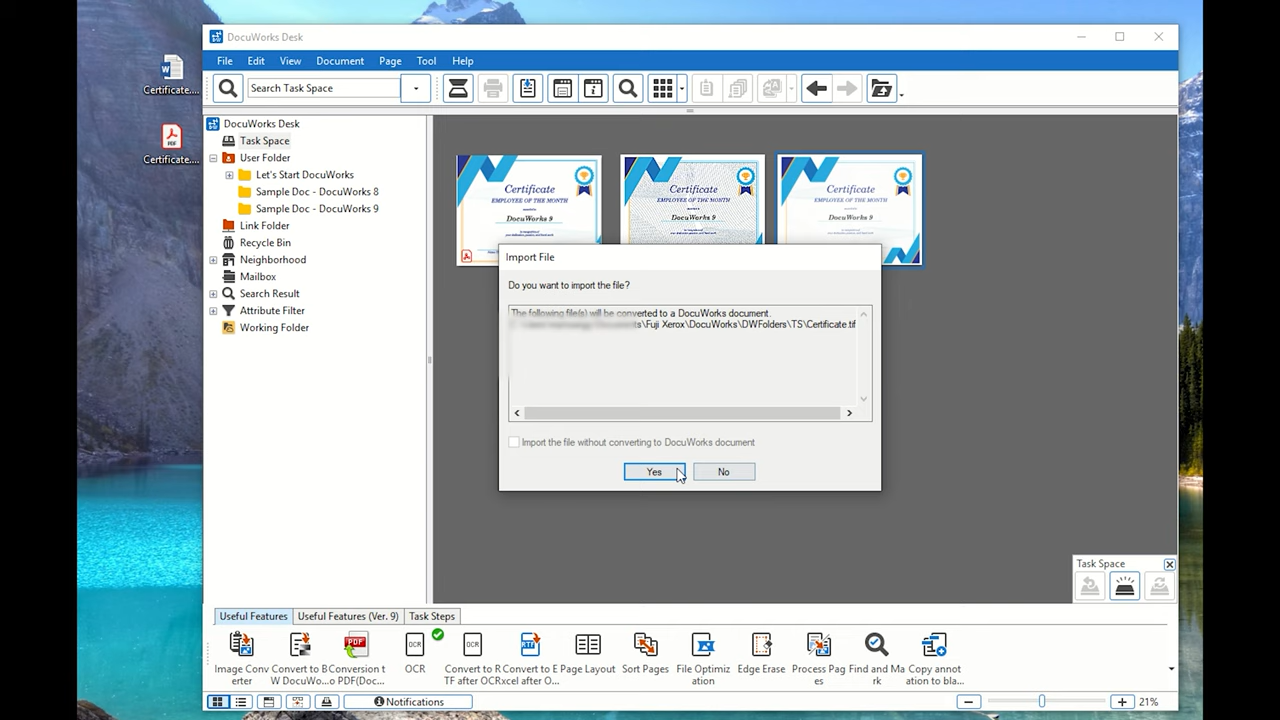 DocuWorks Desk
File Edit View Document Page Tool Help
Search Task Space
Certificate....
PDF
Certificate....
DocuWorks Desk
Task Space
User Folder
Let's Start DocuWorks
Sample Doc - DocuWorks 8
Sample Doc - DocuWorks 9
Link Folder
Recycle Bin
Neighborhood
Mailbox
Search Result
Attribute Filter
Working Folder
Certificate
EMPLOYEE OF THE MONTH
DocuWorks 9
Certificate
EMPLOYEE OF THE MONTH
DocuWorks 9
Certificate
EMPLOYEE OF THE MONTH
DocuWorks 9
Import File
Do you want to import the file?
The following file(s) will be converted to a DocuWorks document.
\Fuji Xerox\DocuWorks\DWFolders\TS\Certificate.tif
Import the file without converting to DocuWorks document
Yes No
Task Space
Useful Features Useful Features (Ver. 9) Task Steps
PDF OCR OCR RTF
Image Conv Convert to B Conversion t OCR Convert to R Convert to E Page Layout Sort Pages File Optimiz Edge Erase Process Pag Find and Ma Copy annot
erter W DocuWo... o PDF(Doc... TF after OCR xcel after O... ation es rk ation to bla...
Notifications
21%